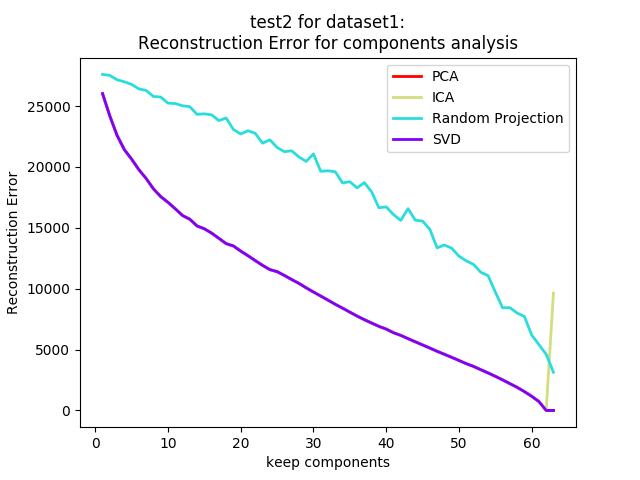 test2 for dataset1:
Reconstruction Error for components analysis
PCA
ICA
Random Projection
SVD
Reconstruction Error
25000
20000
15000
10000
5000
0
0 10 20 30 40 50 60
keep components